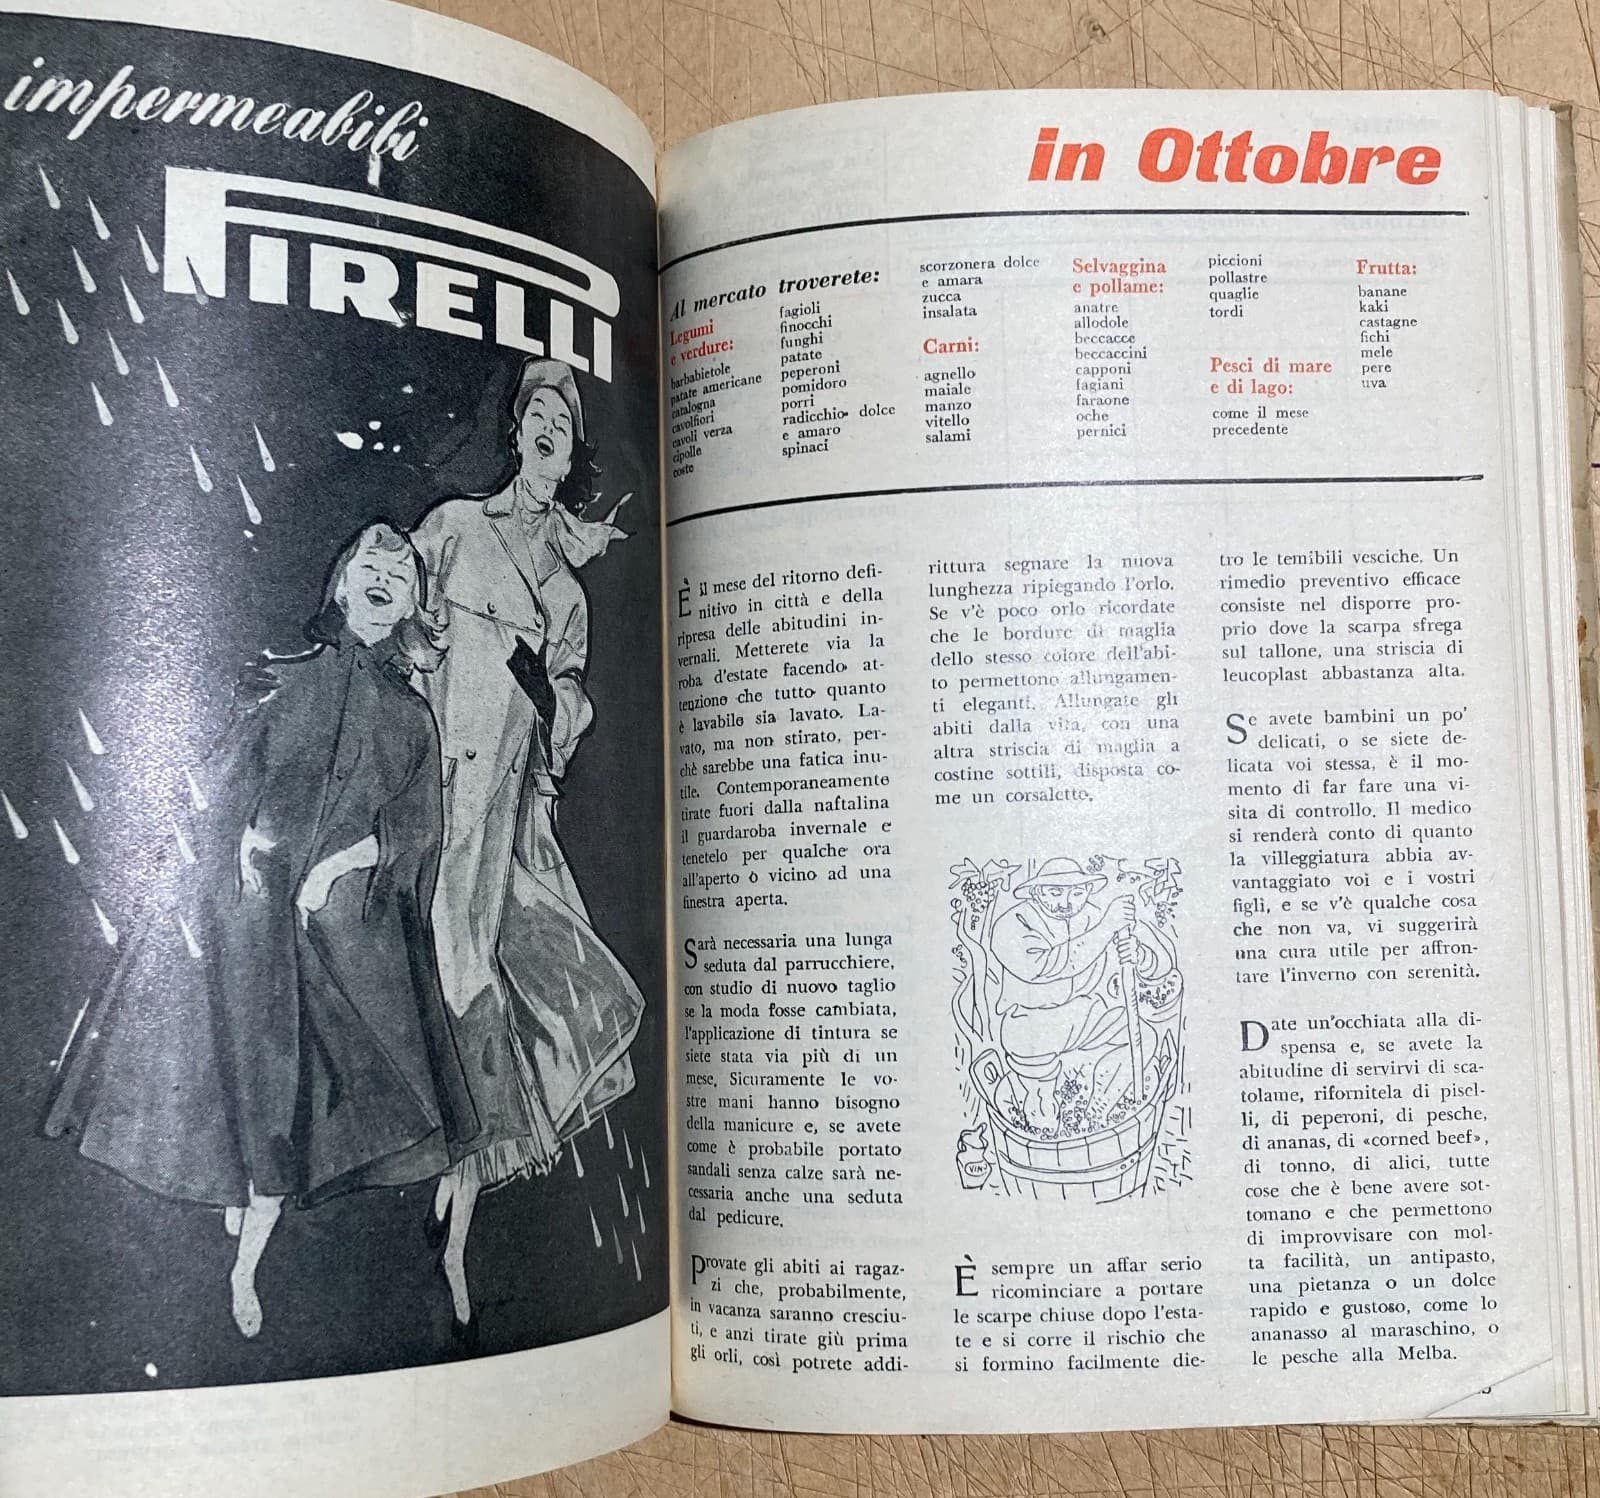 impermeabili
PIRELLI
in Ottobre
Al mercato troverete:
Legumi
e verdure:
barbabietole
patate americane
catalogna
cavolfiori
cavoli verza
cipolle
coste
fagioli
finocchi
funghi
patate
peperoni
pomidoro
porri
radicchio dolce
e amaro
spinaci
scorzonera dolce
e amara
zucca
insalata
Carni:
agnello
maiale
manzo
vitello
salami
Selvaggina
e pollame:
anatre
allodole
beccacce
beccaccini
capponi
fagiani
faraone
oche
pernici
piccioni
pollastre
quaglie
tordi
Pesci di mare
e di lago:
come il mese
precedente
Frutta:
banane
kaki
castagne
fichi
mele
pere
uva
È il mese del ritorno defi-
nitivo in città e della
ripresa delle abitudini in-
vernali. Metterete via la
roba d'estate facendo at-
tenzione che tutto quanto
è lavabile sia lavato. La-
vato, ma non stirato, per-
chè sarebbe una fatica inu-
tile. Contemporaneamente
tirate fuori dalla naftalina
il guardaroba invernale e
tenetelo per qualche ora
all'aperto o vicino ad una
finestra aperta.
Sarà necessaria una lunga
seduta dal parrucchiere,
con studio di nuovo taglio
se la moda fosse cambiata,
l'applicazione di tintura se
siete stata via più di un
mese. Sicuramente le vo-
stre mani hanno bisogno
della manicure e, se avete
come è probabile portato
sandali senza calze sarà ne-
cessaria anche una seduta
dal pedicure.
Provate gli abiti ai ragaz-
zi che, probabilmente,
in vacanza saranno cresciu-
ti, e anzi tirate giù prima
gli orli, così potrete addi-
rittura segnare la nuova
lunghezza ripiegando l'orlo.
Se v'è poco orlo ricordate
che le bordure di maglia
dello stesso colore dell'abi-
to permettono allungamen-
ti eleganti. Allungate gli
abiti dalla vita, con una
altra striscia di maglia a
costine sottili, disposta co-
me un corsaletto.
VIN
È sempre un affar serio
ricominciare a portare
le scarpe chiuse dopo l'esta-
te e si corre il rischio che
si formino facilmente die-
tro le temibili vesciche. Un
rimedio preventivo efficace
consiste nel disporre pro-
prio dove la scarpa sfrega
sul tallone, una striscia di
leucoplast abbastanza alta.
Se avete bambini un po'
delicati, o se siete de-
licata voi stessa, è il mo-
mento di far fare una vi-
sita di controllo. Il medico
si renderà conto di quanto
la villeggiatura abbia av-
vantaggiato voi e i vostri
figli, e se v'è qualche cosa
che non va, vi suggerirà
una cura utile per affron-
tare l'inverno con serenità.
Date un'occhiata alla di-
spensa e, se avete la
abitudine di servirvi di sca-
tolame, rifornitela di pisel-
li, di peperoni, di pesche,
di ananas, di «corned beef»,
di tonno, di alici, tutte
cose che è bene avere sot-
tomano e che permettono
di improvvisare con mol-
ta facilità, un antipasto,
una pietanza o un dolce
rapido e gustoso, come lo
ananasso al maraschino, o
le pesche alla Melba.